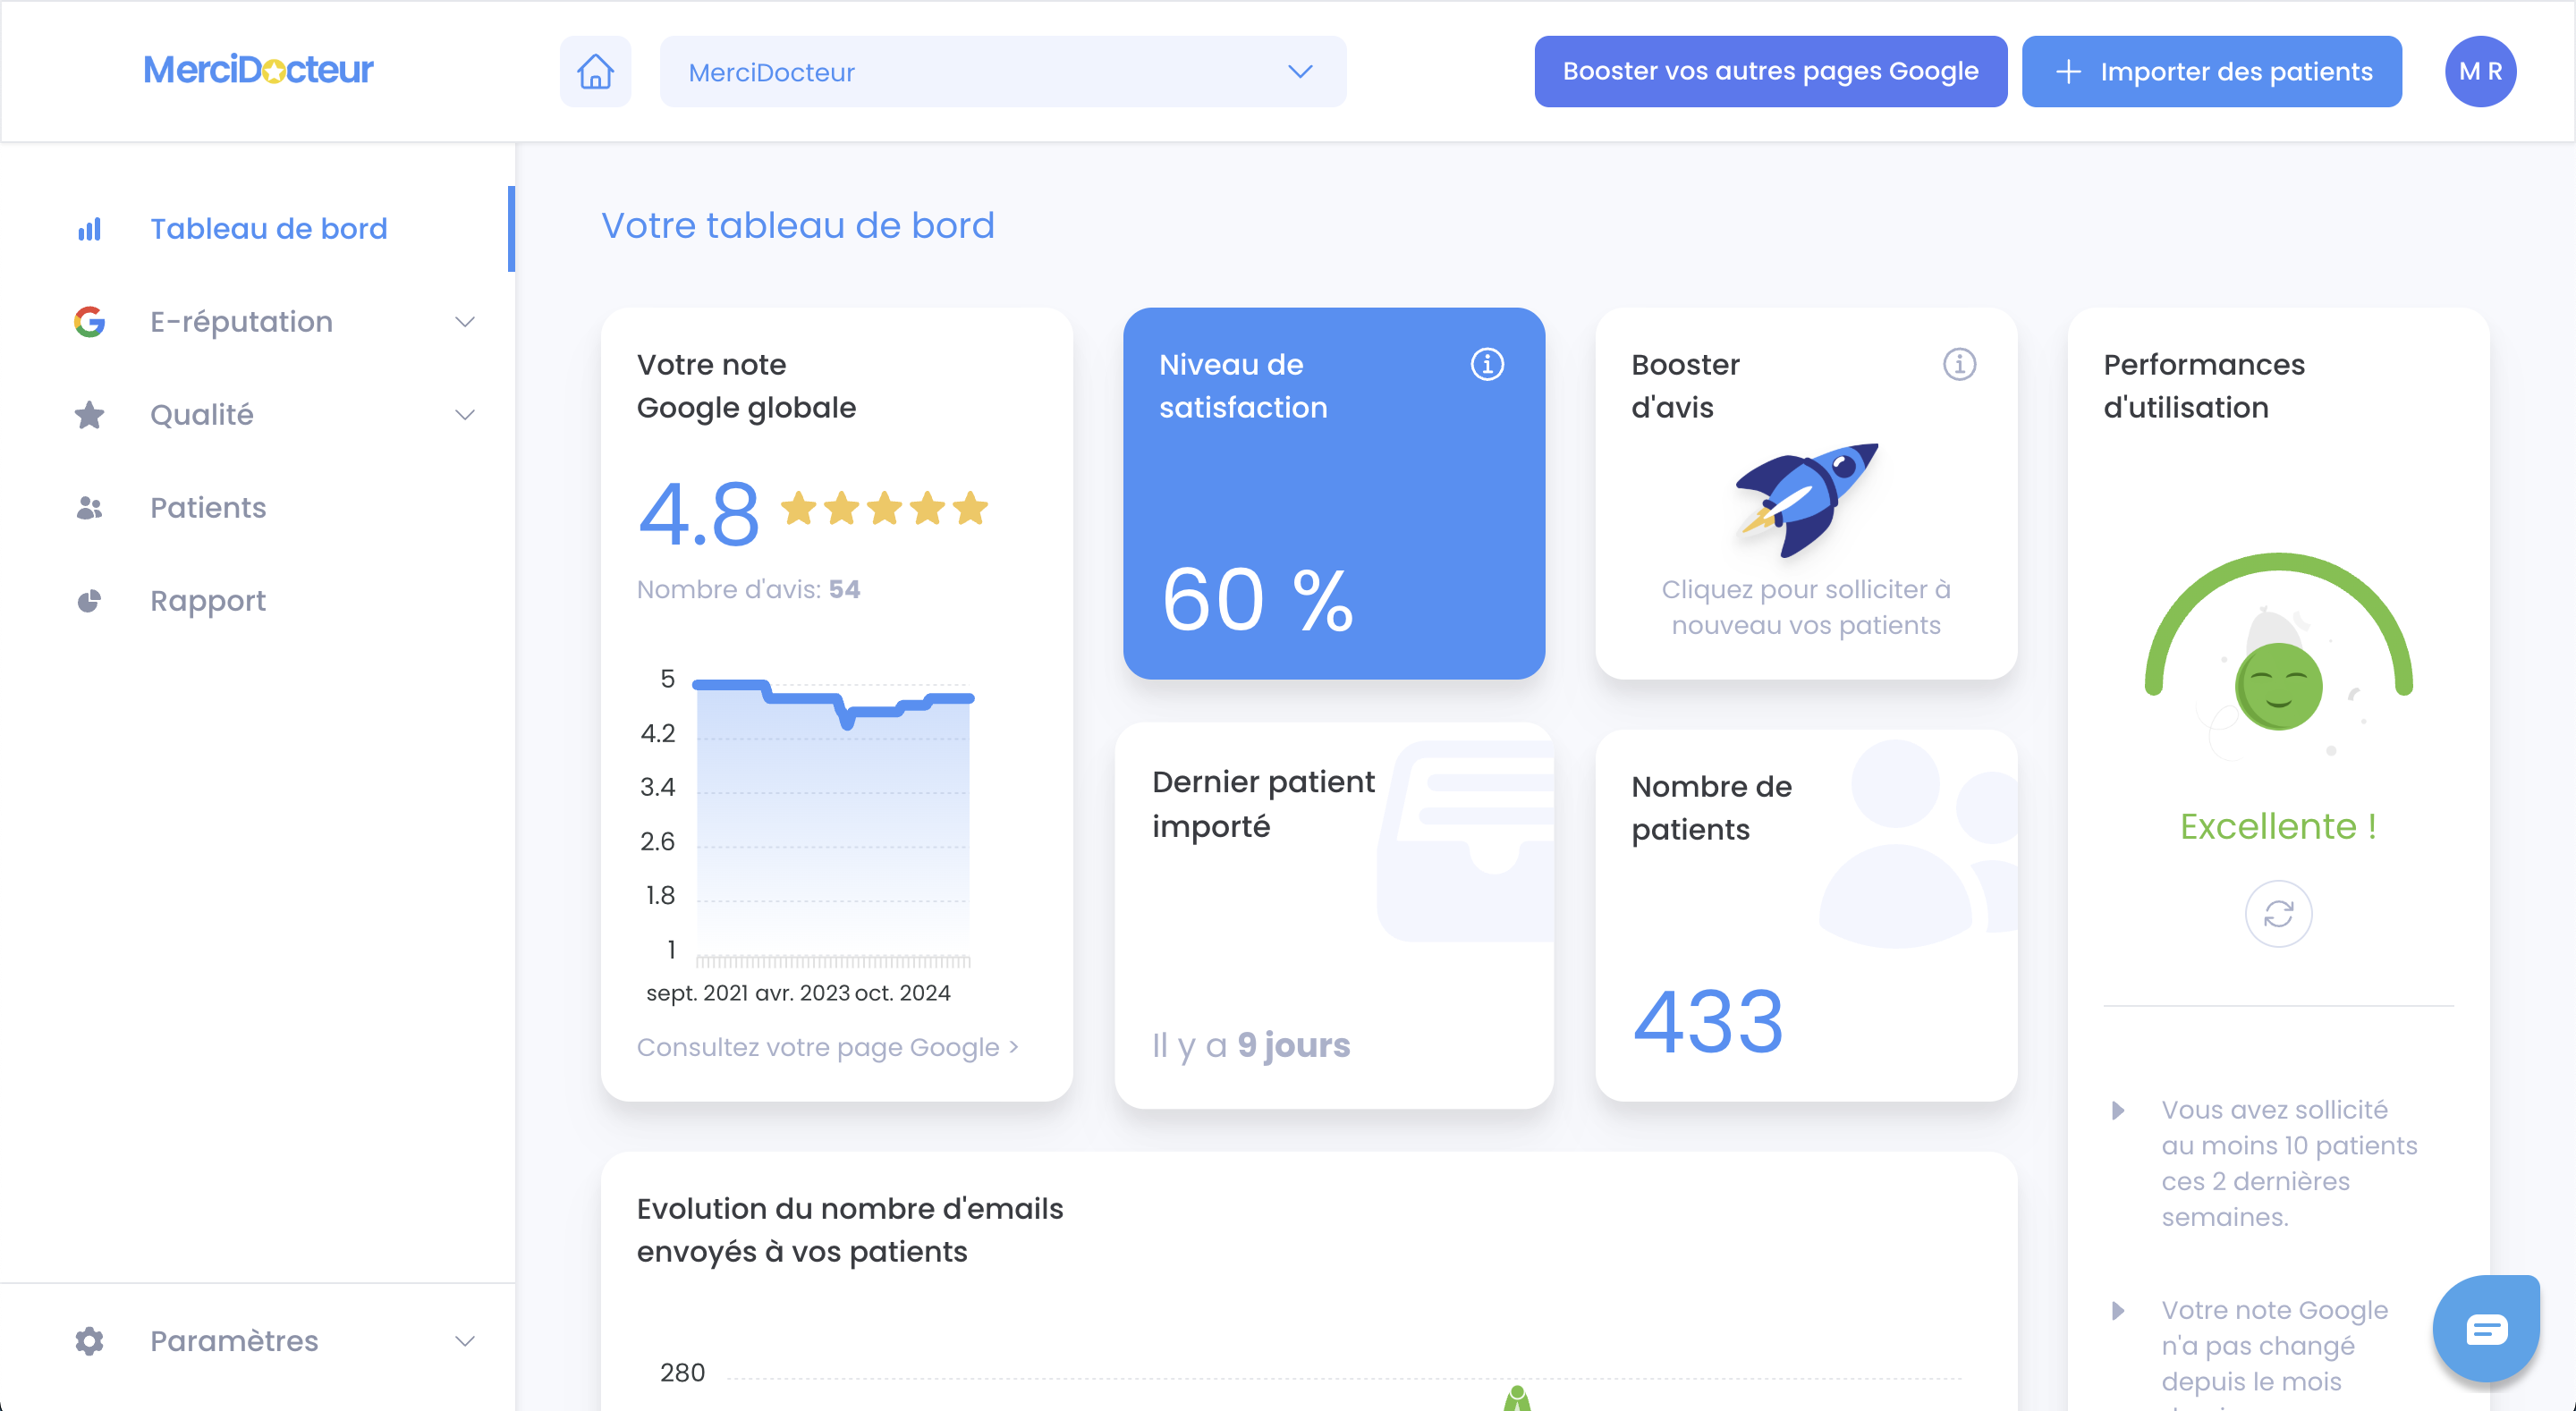 MerciDocteur
MerciDocteur
Booster vos autres pages Google
Importer des patients
M R
Tableau de bord
E-réputation
Qualité
Patients
Rapport
Paramètres
Votre tableau de bord
Votre note
Google globale
4.8
Nombre d'avis: 54
5
4.2
3.4
2.6
1.8
1
sept. 2021 avr. 2023 oct. 2024
Consultez votre page Google >
Niveau de
satisfaction
60 %
Booster
d'avis
Cliquez pour solliciter à
nouveau vos patients
Dernier patient
importé
Il y a 9 jours
Nombre de
patients
433
Performances
d'utilisation
Excellente !
Vous avez sollicité
au moins 10 patients
ces 2 dernières
semaines.
Votre note Google
n'a pas changé
depuis le mois
Evolution du nombre d'emails
envoyés à vos patients
280